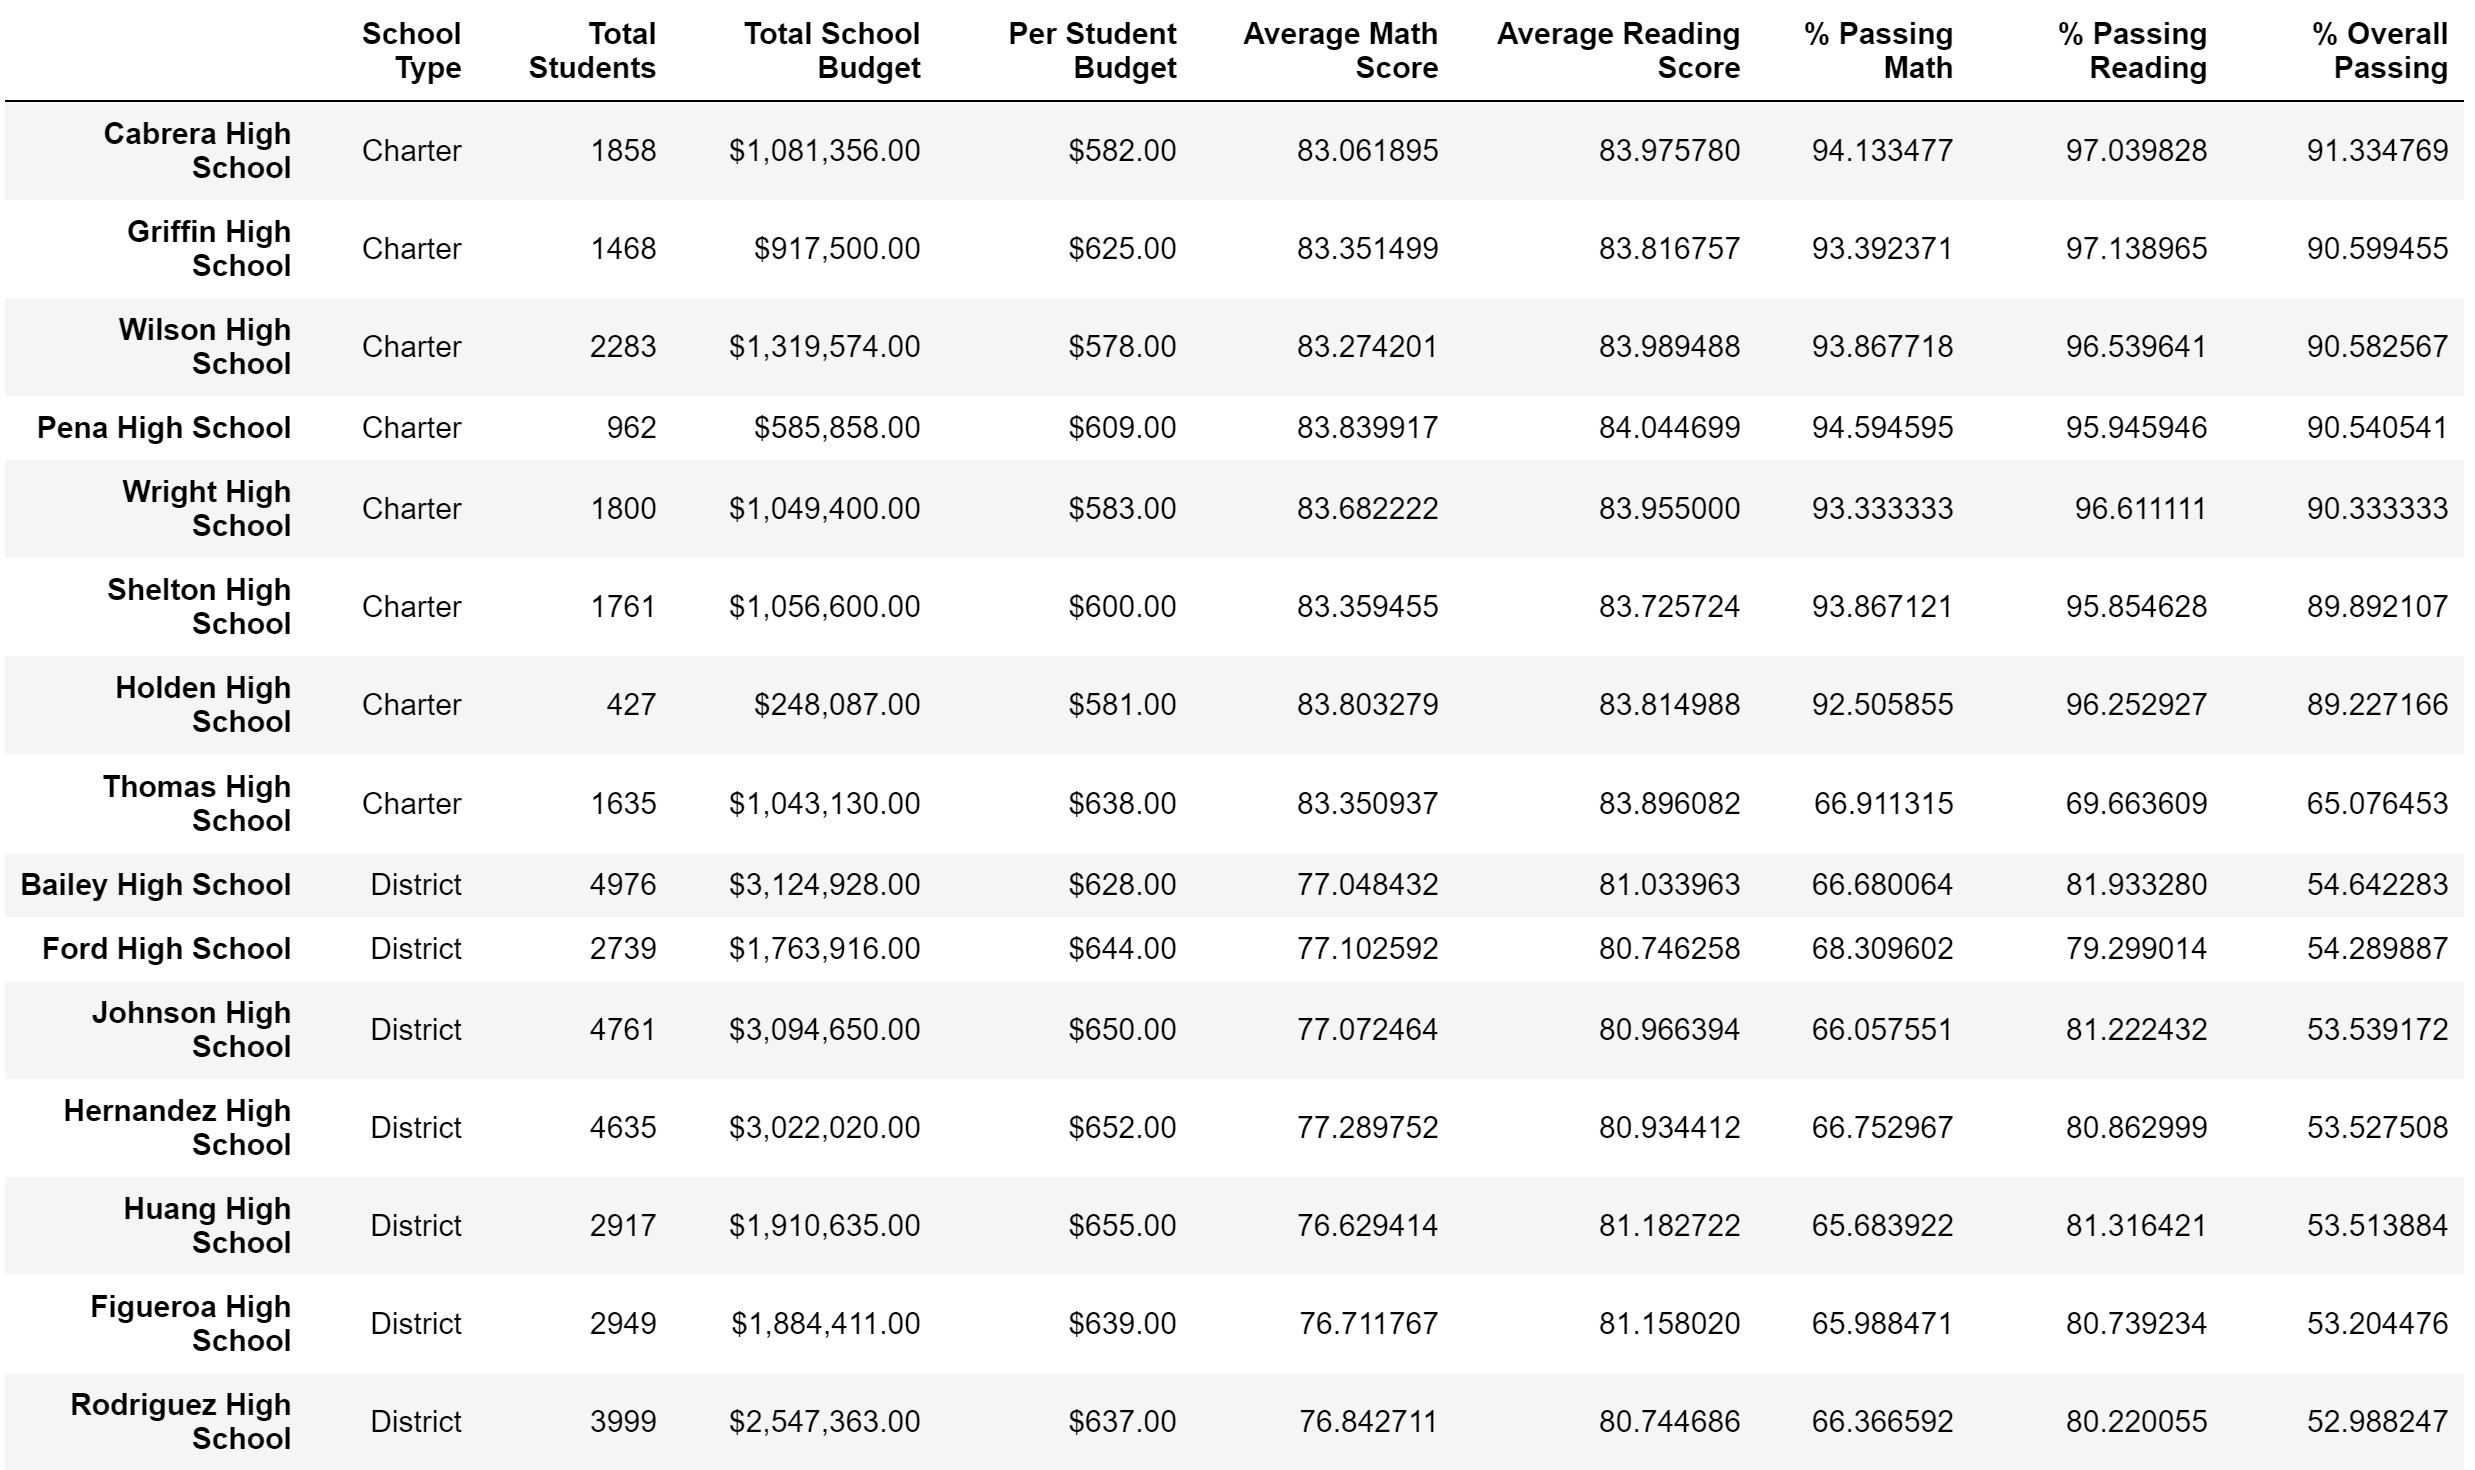 School Type Total Students Total School Budget Per Student Budget Average Math Score Average Reading Score % Passing Math % Passing Reading % Overall Passing
Cabrera High School Charter 1858 $1,081,356.00 $582.00 83.061895 83.975780 94.133477 97.039828 91.334769
Griffin High School Charter 1468 $917,500.00 $625.00 83.351499 83.816757 93.392371 97.138965 90.599455
Wilson High School Charter 2283 $1,319,574.00 $578.00 83.274201 83.989488 93.867718 96.539641 90.582567
Pena High School Charter 962 $585,858.00 $609.00 83.839917 84.044699 94.594595 95.945946 90.540541
Wright High School Charter 1800 $1,049,400.00 $583.00 83.682222 83.955000 93.333333 96.611111 90.333333
Shelton High School Charter 1761 $1,056,600.00 $600.00 83.359455 83.725724 93.867121 95.854628 89.892107
Holden High School Charter 427 $248,087.00 $581.00 83.803279 83.814988 92.505855 96.252927 89.227166
Thomas High School Charter 1635 $1,043,130.00 $638.00 83.350937 83.896082 66.911315 69.663609 65.076453
Bailey High School District 4976 $3,124,928.00 $628.00 77.048432 81.033963 66.680064 81.933280 54.642283
Ford High School District 2739 $1,763,916.00 $644.00 77.102592 80.746258 68.309602 79.299014 54.289887
Johnson High School District 4761 $3,094,650.00 $650.00 77.072464 80.966394 66.057551 81.222432 53.539172
Hernandez High School District 4635 $3,022,020.00 $652.00 77.289752 80.934412 66.752967 80.862999 53.527508
Huang High School District 2917 $1,910,635.00 $655.00 76.629414 81.182722 65.683922 81.316421 53.513884
Figueroa High School District 2949 $1,884,411.00 $639.00 76.711767 81.158020 65.988471 80.739234 53.204476
Rodriguez High School District 3999 $2,547,363.00 $637.00 76.842711 80.744686 66.366592 80.220055 52.988247